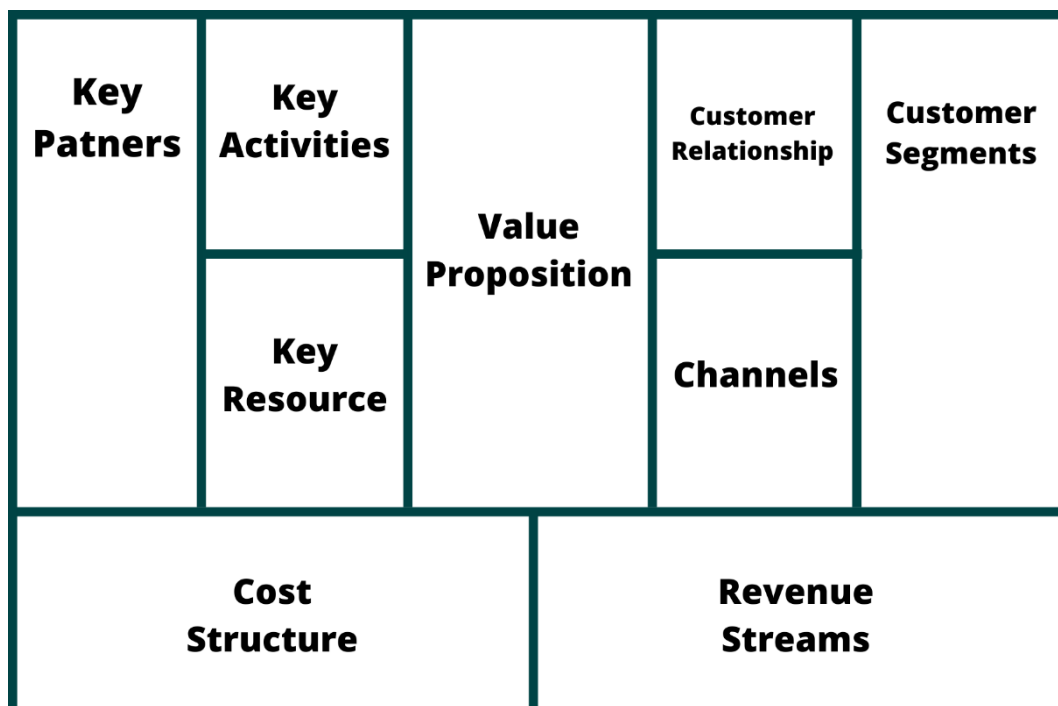 Key
Patners
Key
Activities
Key
Resource
Value
Proposition
Customer
Relationship
Channels
Customer
Segments
Cost
Structure
Revenue
Streams